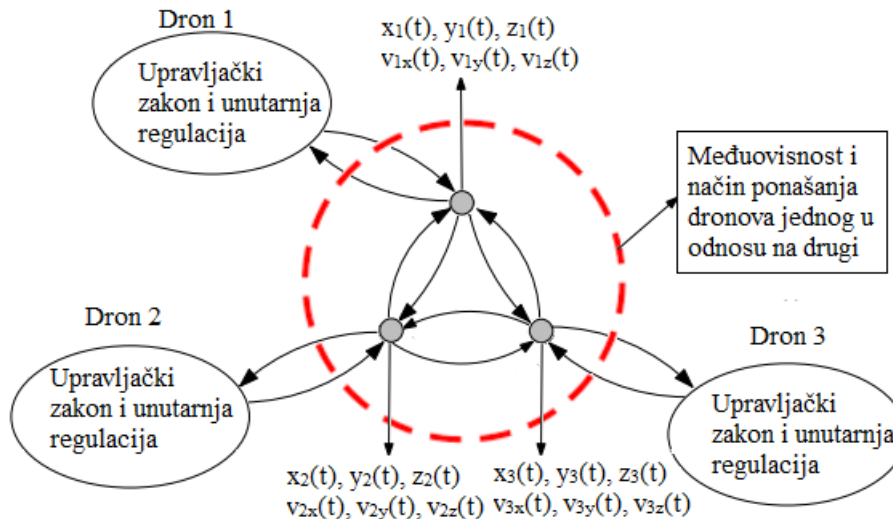 Dron 1
x1(t), y1(t), z1(t)
v1x(t), v1y(t), v1z(t)
Upravljački
zakon i unutarnja
regulacija
Međuovisnost i
način ponašanja
dronova jednog u
odnosu na drugi
Dron 2
Upravljački
zakon i unutarnja
regulacija
Dron 3
Upravljački
zakon i unutarnja
regulacija
x2(t), y2(t), z2(t)
v2x(t), v2y(t), v2z(t)
x3(t), y3(t), z3(t)
v3x(t), v3y(t), v3z(t)